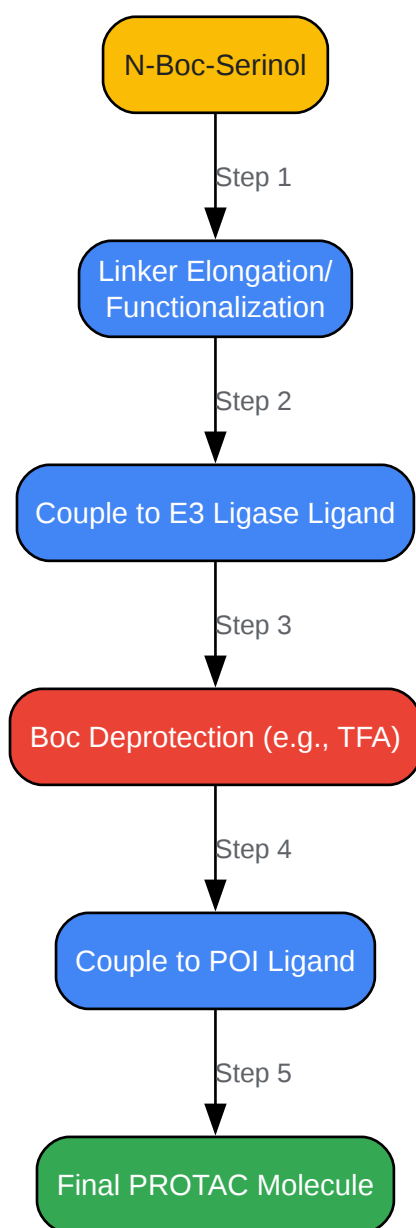 N-Boc-Serinol
Step 1
Linker Elongation/
Functionalization
Step 2
Couple to E3 Ligase Ligand
Step 3
Boc Deprotection (e.g., TFA)
Step 4
Couple to POI Ligand
Step 5
Final PROTAC Molecule